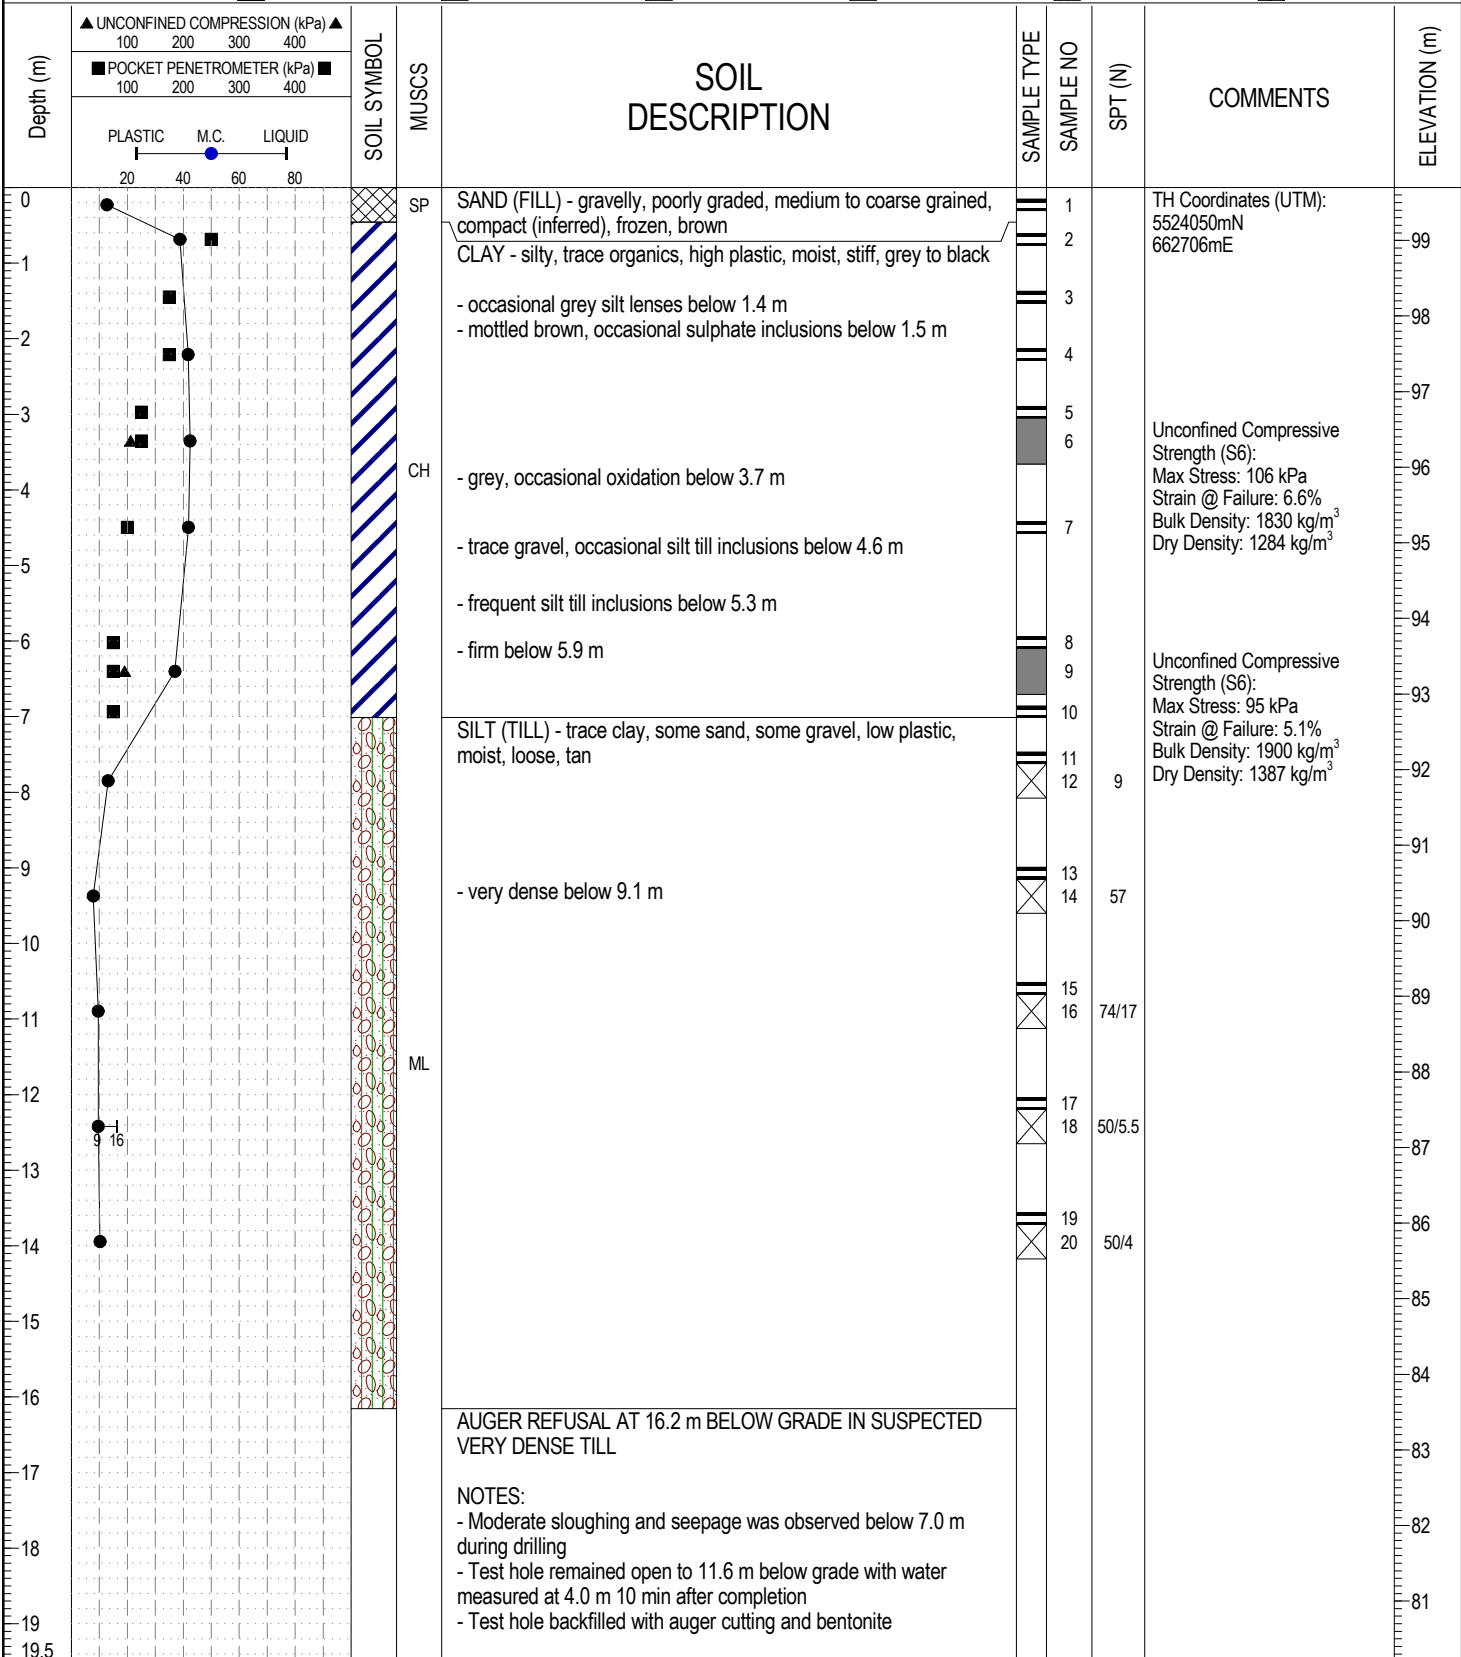 ▲ UNCONFINED COMPRESSION (kPa) ▲
100 200 300 400
■ POCKET PENETROMETER (kPa) ■
100 200 300 400
PLASTIC M.C. LIQUID
20 40 60 80
Depth (m)
SOIL SYMBOL
MUSCS
SOIL
DESCRIPTION
SAMPLE TYPE
SAMPLE NO
SPT (N)
COMMENTS
ELEVATION (m)
0
1
2
3
4
5
6
7
8
9
10
11
12
13
14
15
16
17
18
19
19.5
9 16
SP
CH
ML
SAND (FILL) - gravelly, poorly graded, medium to coarse grained,
compact (inferred), frozen, brown
CLAY - silty, trace organics, high plastic, moist, stiff, grey to black
- occasional grey silt lenses below 1.4 m
- mottled brown, occasional sulphate inclusions below 1.5 m
- grey, occasional oxidation below 3.7 m
- trace gravel, occasional silt till inclusions below 4.6 m
- frequent silt till inclusions below 5.3 m
- firm below 5.9 m
SILT (TILL) - trace clay, some sand, some gravel, low plastic,
moist, loose, tan
- very dense below 9.1 m
AUGER REFUSAL AT 16.2 m BELOW GRADE IN SUSPECTED
VERY DENSE TILL
NOTES:
- Moderate sloughing and seepage was observed below 7.0 m
during drilling
- Test hole remained open to 11.6 m below grade with water
measured at 4.0 m 10 min after completion
- Test hole backfilled with auger cutting and bentonite
1
2
3
4
5
6
7
8
9
10
11
12 9
13
14 57
15
16 74/17
17
18 50/5.5
19
20 50/4
TH Coordinates (UTM):
5524050mN
662706mE
Unconfined Compressive
Strength (S6):
Max Stress: 106 kPa
Strain @ Failure: 6.6%
Bulk Density: 1830 kg/m³
Dry Density: 1284 kg/m³
Unconfined Compressive
Strength (S6):
Max Stress: 95 kPa
Strain @ Failure: 5.1%
Bulk Density: 1900 kg/m³
Dry Density: 1387 kg/m³
99
98
97
96
95
94
93
92
91
90
89
88
87
86
85
84
83
82
81